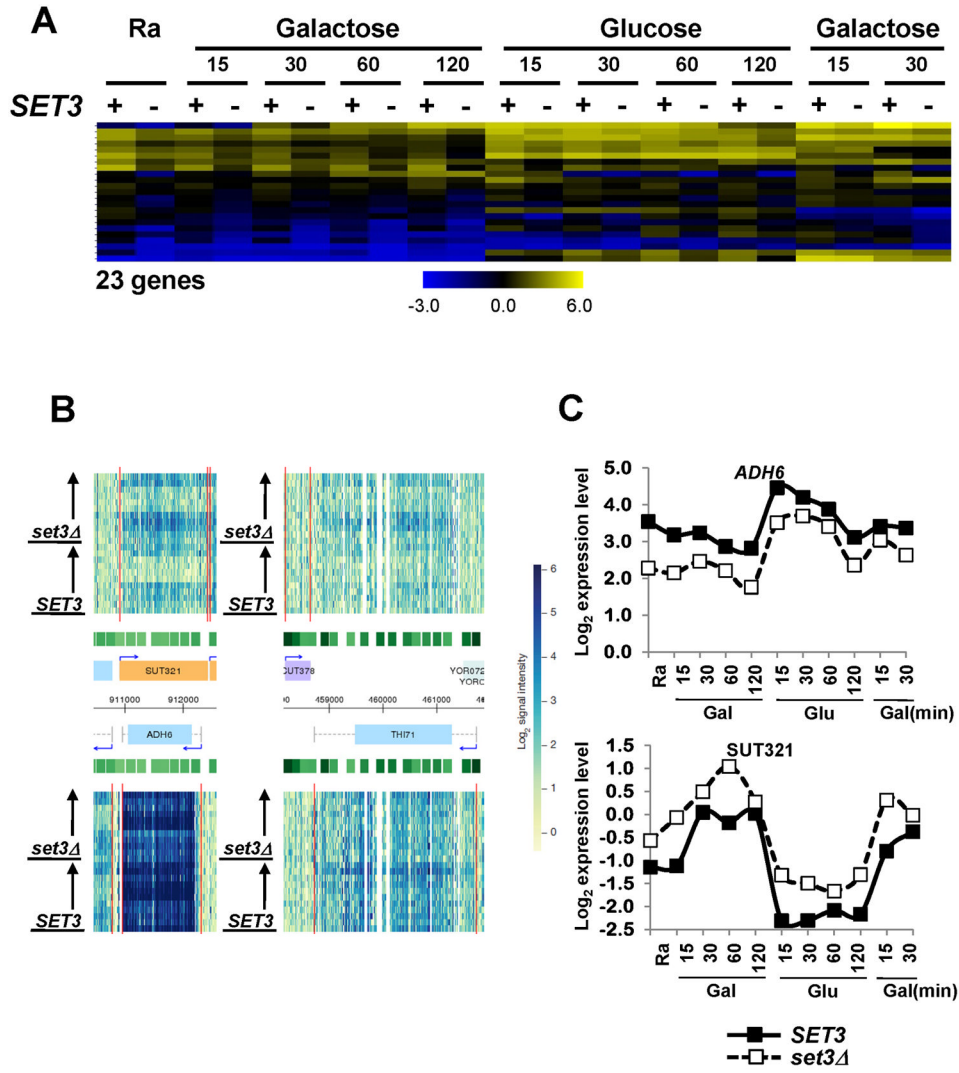 A
Ra Galactose Glucose Galactose
15 30 60 120 15 30 60 120 15 30
SET3 + - + - + - + - + - + - + - + - + - + - + -
23 genes
-3.0 0.0 6.0
B
set3Δ
SET3
set3Δ
SET3
SUT321
911000 912000
ADH6
CUT378
YOR072
YORC
459000 460000 461000
THI71
set3Δ
SET3
set3Δ
SET3
6
5
4
3
2
1
0
Log2 signal intensity
C
ADH6
Log2 expression level
5.0
4.0
3.0
2.0
1.0
0.0
Ra 15 30 60 120 15 30 60 120 15 30
Gal Glu Gal(min)
SUT321
Log2 expression level
1.5
1.0
0.5
0.0
-0.5
-1.0
-1.5
-2.0
-2.5
Ra 15 30 60 120 15 30 60 120 15 30
Gal Glu Gal(min)
SET3
set3Δ